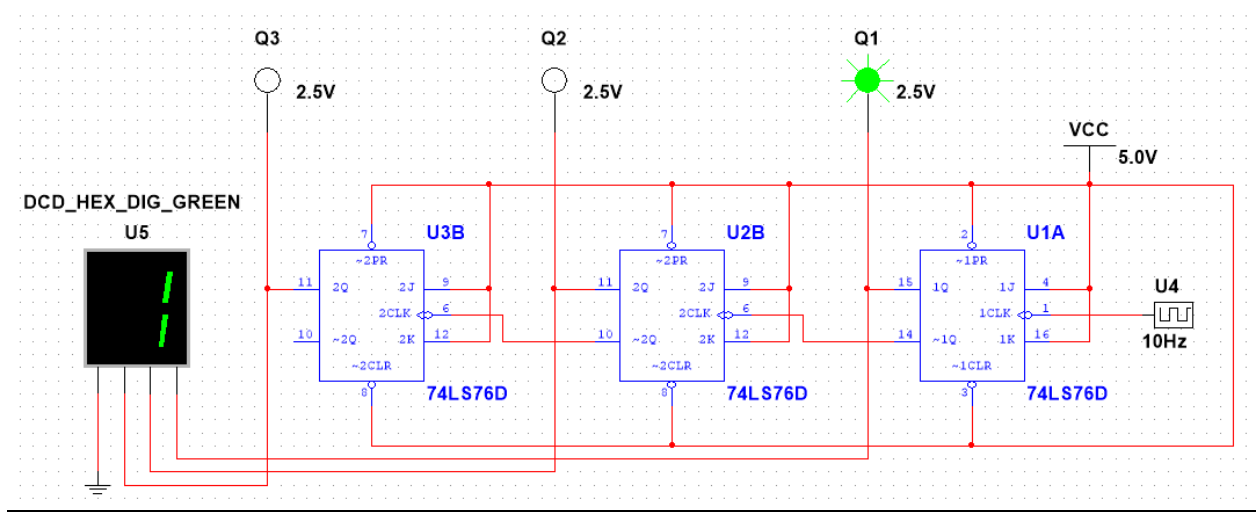 Q3 Q2 Q1
2.5V 2.5V 2.5V
VCC
5.0V
DCD_HEX_DIG_GREEN
U5
1
U3B U2B U1A
7 7 2
~2PR ~2PR ~1PR
11 2Q 2J 9 11 2Q 2J 9 15 1Q 1J 4
U4
2CLK 6 2CLK 6 1CLK 1
10 ~2Q 2K 12 10 ~2Q 2K 12 14 ~1Q 1K 16
10Hz
~2CLR ~2CLR ~1CLR
8 8 3
74LS76D 74LS76D 74LS76D